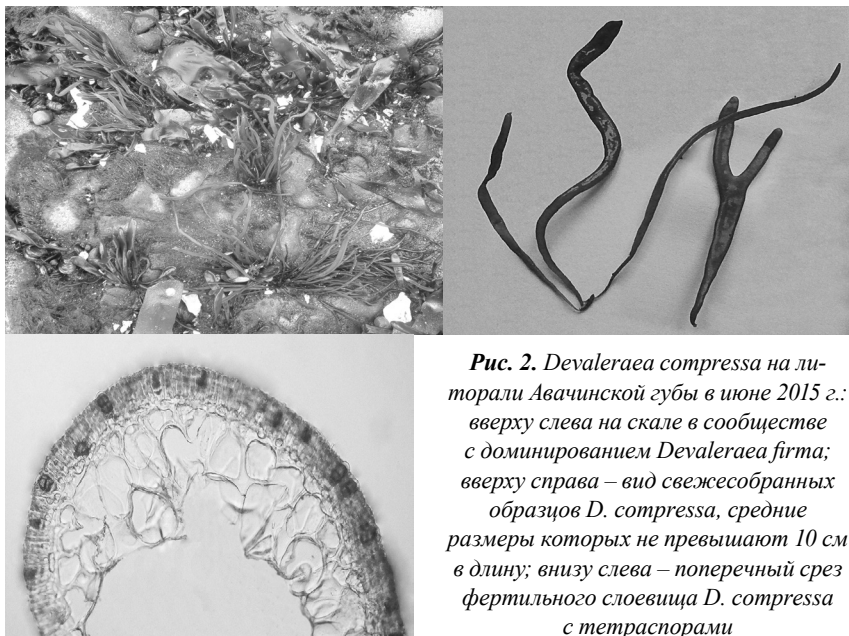 Рис. 2. Devaleraea compressa на ли-
торали Авачинской губы в июне 2015 г.:
вверху слева на скале в сообществе
с доминированием Devaleraea firma;
вверху справа – вид свежесобранных
образцов D. compressa, средние
размеры которых не превышают 10 см
в длину; внизу слева – поперечный срез
фертильного слоевища D. compressa
с тетраспорами